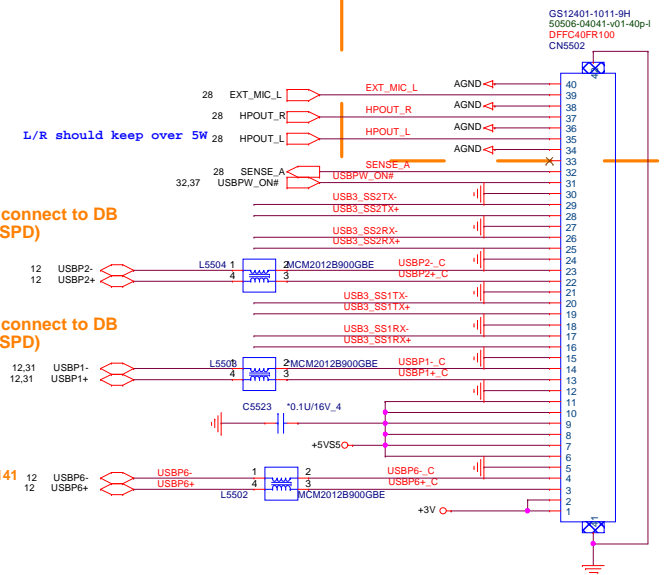 GS12401-1011-9H
50506-04041-v01-40p-l
DFFC40FR100
CN5502
28 EXT_MIC_L EXT_MIC_L AGND 40
39
28 HPOUT_R HPOUT_R AGND 38
37
L/R should keep over 5W 28 HPOUT_L HPOUT_L AGND 36
35
AGND 34
33
28 SENSE_A SENSE_A 32
32,37 USBPW_ON# USBPW_ON# 31
30
USB3_SS2TX- 29
connect to DB USB3_SS2TX+ 28
SPD) 27
USB3_SS2RX- 26
USB3_SS2RX+ 25
24
12 USBP2- L5504 1 2 MCM2012B900GBE USBP2-_C 23
12 USBP2+ 4 3 USBP2+_C 22
21
USB3_SS1TX- 20
USB3_SS1TX+ 19
connect to DB 18
SPD) USB3_SS1RX- 17
USB3_SS1RX+ 16
15
12,31 USBP1- L5503 1 2 *MCM2012B900GBE USBP1-_C 14
12,31 USBP1+ 4 3 USBP1+_C 13
12
11
C5523 *0.1U/16V_4 10
9
8
+5VS5 7
6
5
141 12 USBP6- USBP6- 1 2 USBP6-_C 4
12 USBP6+ USBP6+ 4 3 USBP6+_C 3
L5502 MCM2012B900GBE
2
+3V 1
41